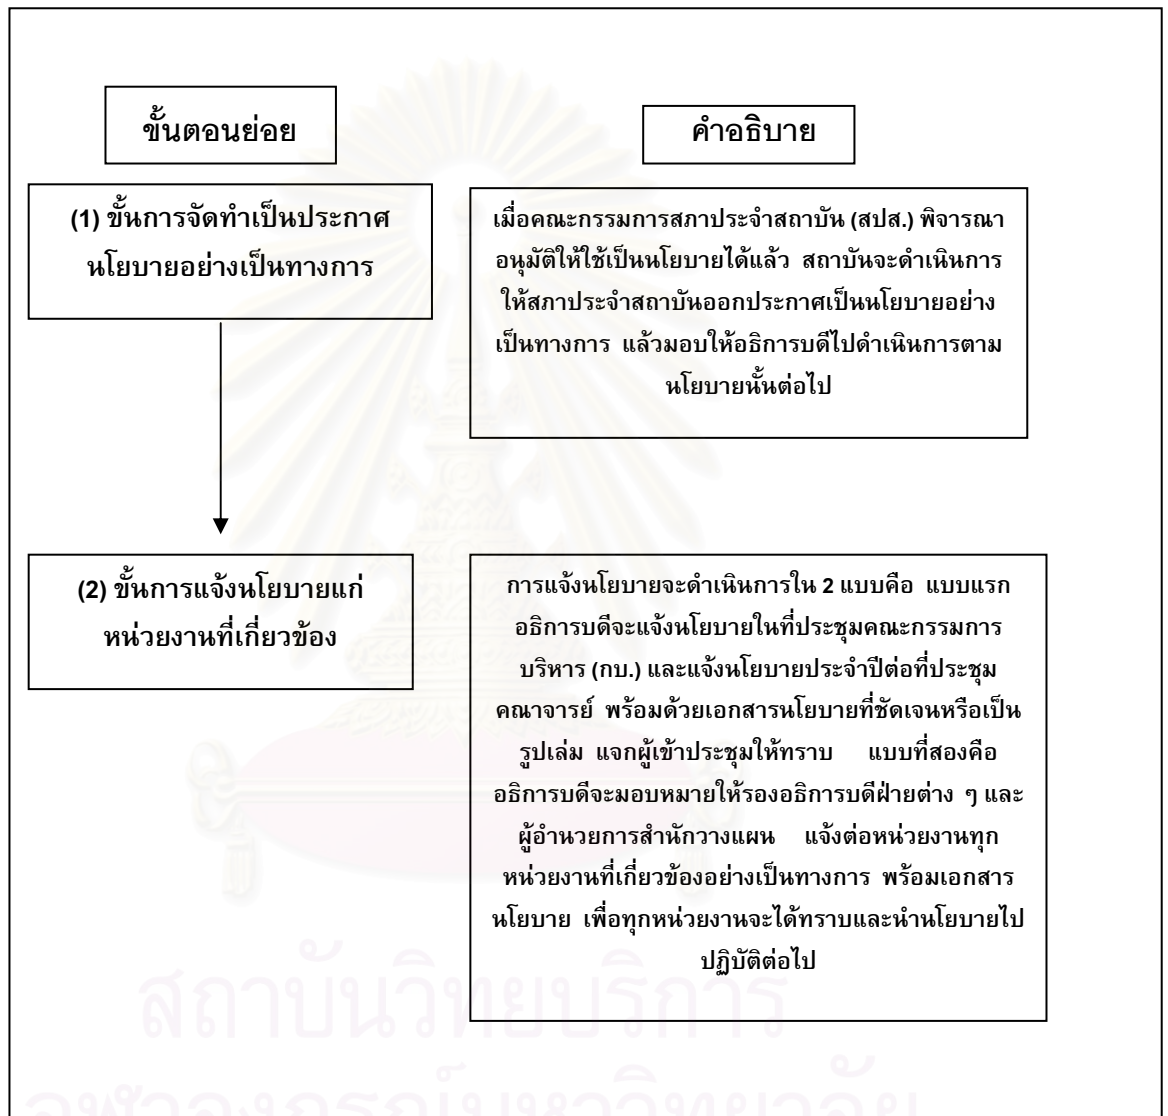 ขั้นตอนย่อย
คำอธิบาย
(1) ขั้นการจัดทำเป็นประกาศ
นโยบายอย่างเป็นทางการ
เมื่อคณะกรรมการสภาประจำสถาบัน (สปส.) พิจารณา
อนุมัติให้ใช้เป็นนโยบายได้แล้ว สถาบันจะดำเนินการ
ให้สภาประจำสถาบันออกประกาศเป็นนโยบายอย่าง
เป็นทางการ แล้วมอบให้อธิการบดีไปดำเนินการตาม
นโยบายนั้นต่อไป
(2) ขั้นการแจ้งนโยบายแก่
หน่วยงานที่เกี่ยวข้อง
การแจ้งนโยบายจะดำเนินการใน 2 แบบคือ แบบแรก
อธิการบดีจะแจ้งนโยบายในที่ประชุมคณะกรรมการ
บริหาร (กบ.) และแจ้งนโยบายประจำปีต่อที่ประชุม
คณาจารย์ พร้อมด้วยเอกสารนโยบายที่ชัดเจนหรือเป็น
รูปเล่ม แจกผู้เข้าประชุมให้ทราบ แบบที่สองคือ
อธิการบดีจะมอบหมายให้รองอธิการบดีฝ่ายต่าง ๆ และ
ผู้อำนวยการสำนักวางแผน แจ้งต่อหน่วยงานทุก
หน่วยงานที่เกี่ยวข้องอย่างเป็นทางการ พร้อมเอกสาร
นโยบาย เพื่อทุกหน่วยงานจะได้ทราบและนำนโยบายไป
ปฏิบัติต่อไป
สถาบันวิทยบริการ
จุฬาลงกรณ์มหาวิทยาลัย